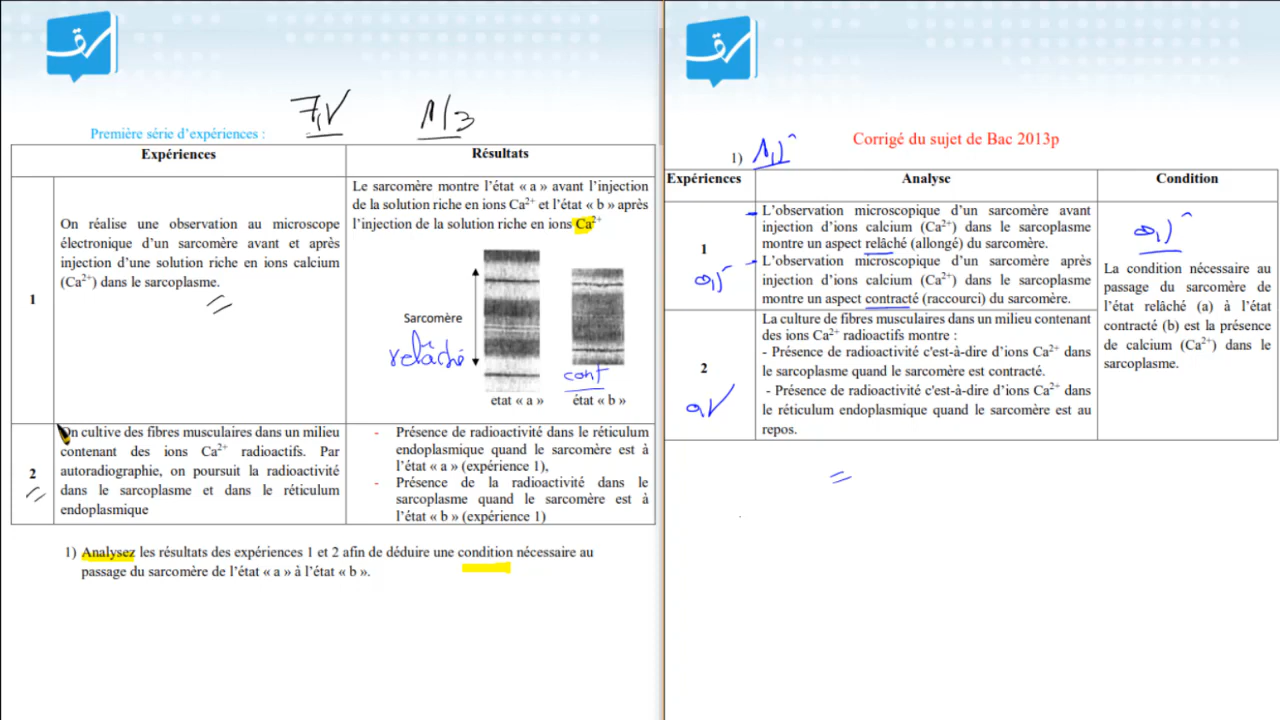 Première série d'expériences :
1/3
Expériences
Résultats
1
On réalise une observation au microscope
électronique d'un sarcomère avant et après
injection d'une solution riche en ions calcium
(Ca²⁺) dans le sarcoplasme.
Le sarcomère montre l'état « a » avant l'injection
de la solution riche en ions Ca²⁺ et l'état « b » après
l'injection de la solution riche en ions Ca²⁺
Sarcomère
relâché
cont
etat « a »
état « b »
2
On cultive des fibres musculaires dans un milieu
contenant des ions Ca²⁺ radioactifs. Par
autoradiographie, on poursuit la radioactivité
dans le sarcoplasme et dans le réticulum
endoplasmique
- Présence de radioactivité dans le réticulum
endoplasmique quand le sarcomère est à
l'état « a » (expérience 1),
- Présence de la radioactivité dans le
sarcoplasme quand le sarcomère est à
l'état « b » (expérience 1)
1) Analysez les résultats des expériences 1 et 2 afin de déduire une condition nécessaire au
passage du sarcomère de l'état « a » à l'état « b ».
Corrigé du sujet de Bac 2013p
1)
Expériences
Analyse
Condition
1
L'observation microscopique d'un sarcomère avant
injection d'ions calcium (Ca²⁺) dans le sarcoplasme
montre un aspect relâché (allongé) du sarcomère.
L'observation microscopique d'un sarcomère après
injection d'ions calcium (Ca²⁺) dans le sarcoplasme
montre un aspect contracté (raccourci) du sarcomère.
2
La culture de fibres musculaires dans un milieu contenant
des ions Ca²⁺ radioactifs montre :
- Présence de radioactivité c'est-à-dire d'ions Ca²⁺ dans
le sarcoplasme quand le sarcomère est contracté.
- Présence de radioactivité c'est-à-dire d'ions Ca²⁺ dans
le réticulum endoplasmique quand le sarcomère est au
repos.
La condition nécessaire au
passage du sarcomère de
l'état relâché (a) à l'état
contracté (b) est la présence
de calcium (Ca²⁺) dans le
sarcoplasme.